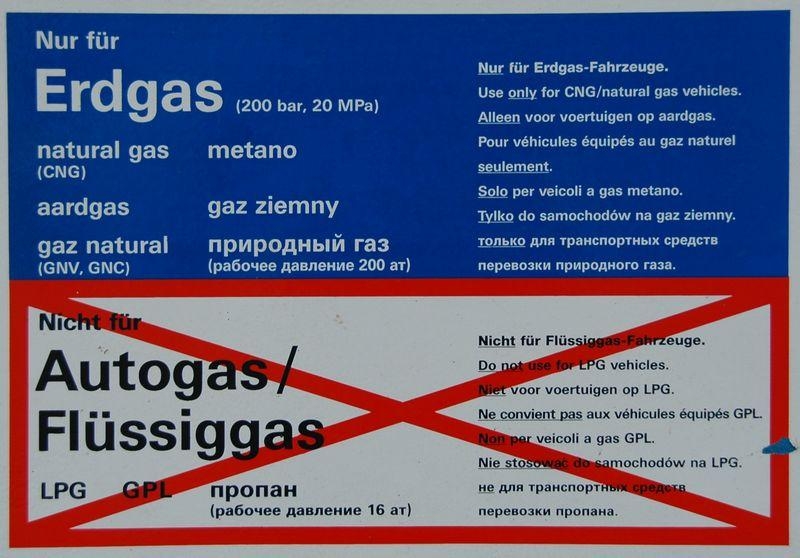 Nur für
Erdgas (200 bar, 20 MPa)
natural gas metano
(CNG)
aardgas gaz ziemny
gaz natural природный газ
(GNV, GNC) (рабочее давление 200 ат)
Nur für Erdgas-Fahrzeuge.
Use only for CNG/natural gas vehicles.
Alleen voor voertuigen op aardgas.
Pour véhicules équipés au gaz naturel
seulement.
Solo per veicoli a gas metano.
Tylko do samochodów na gaz ziemny.
только для транспортных средств
перевозки природного газа.
Nicht für
Autogas/
Flüssiggas
LPG GPL пропан
(рабочее давление 16 ат)
Nicht für Flüssiggas-Fahrzeuge.
Do not use for LPG vehicles.
Niet voor voertuigen op LPG.
Ne convient pas aux véhicules équipés GPL.
Non per veicoli a gas GPL.
Nie stosować do samochodów na LPG.
не для транспортных средств
перевозки пропана.